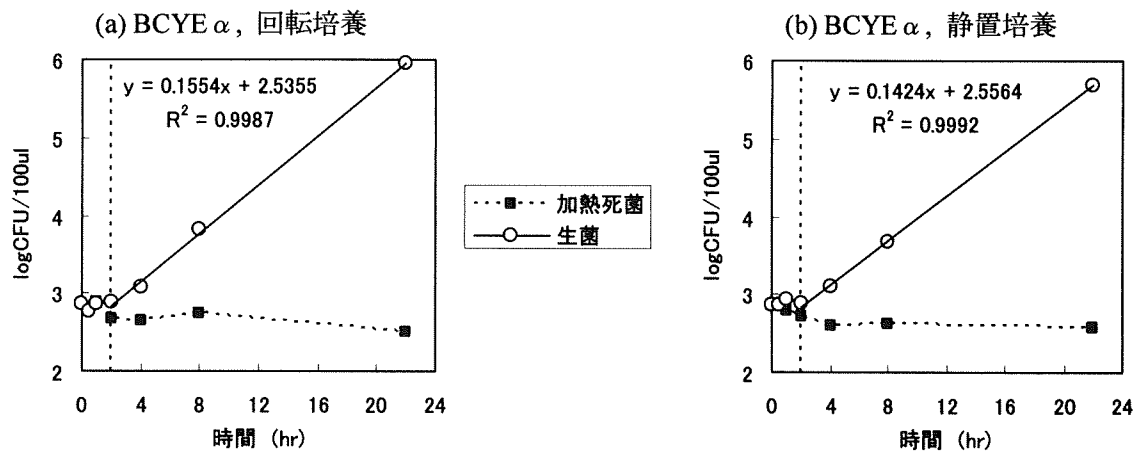 (a) BCYE α, 回転培養
y = 0.1554x + 2.5355
R² = 0.9987
logCFU/100ul
6
5
4
3
2
0 4 8 12 16 20 24
時間 (hr)
加熱死菌
生菌
(b) BCYE α, 静置培養
y = 0.1424x + 2.5564
R² = 0.9992
logCFU/100ul
6
5
4
3
2
0 4 8 12 16 20 24
時間 (hr)